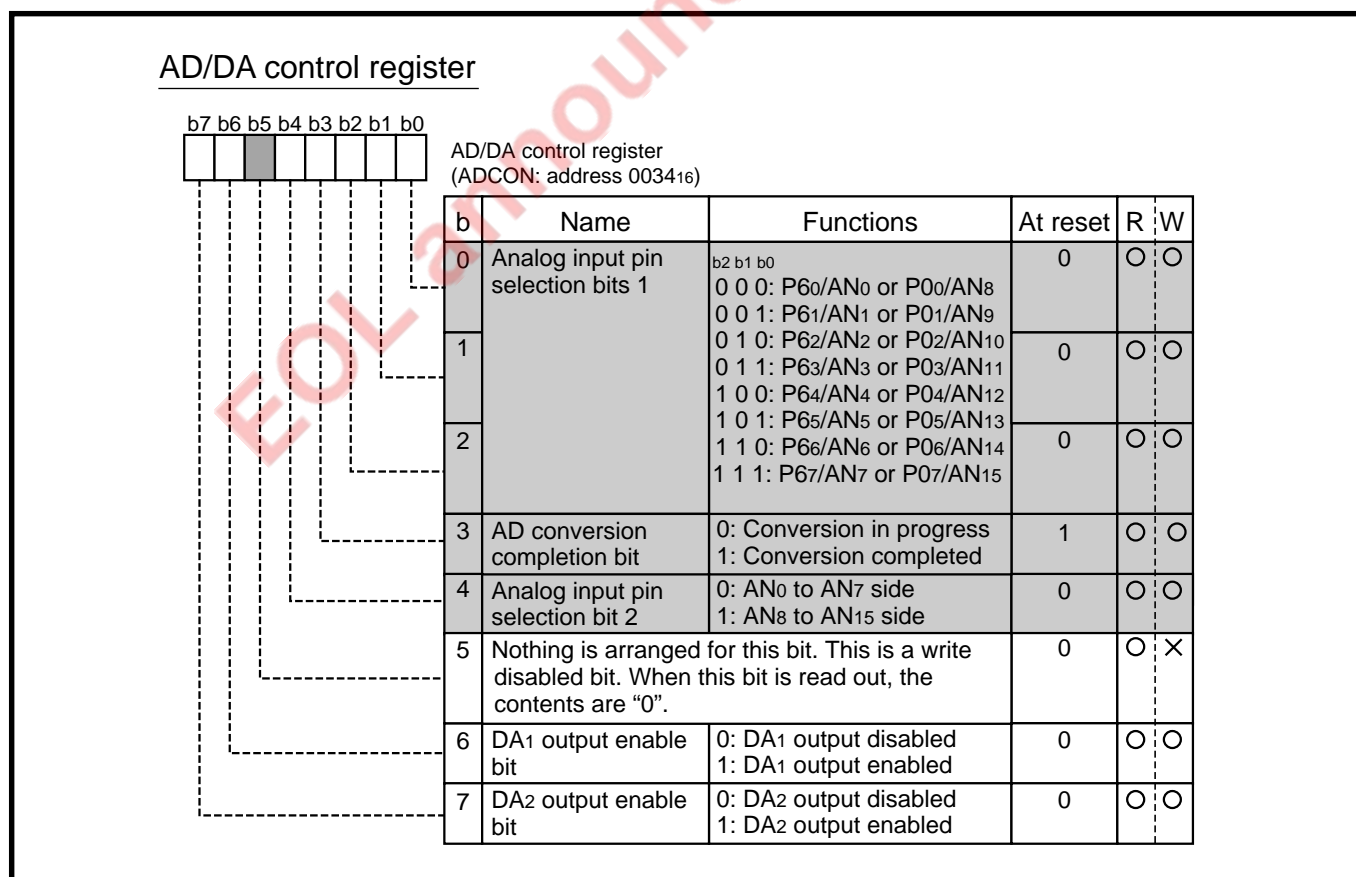 AD/DA control register
b7 b6 b5 b4 b3 b2 b1 b0
AD/DA control register
(ADCON: address 003416)
b Name Functions At reset R W
0 Analog input pin selection bits 1 b2 b1 b0 0 ○ ○
0 0 0: P60/AN0 or P00/AN8
0 0 1: P61/AN1 or P01/AN9
1 0 1 0: P62/AN2 or P02/AN10 0 ○ ○
0 1 1: P63/AN3 or P03/AN11
1 0 0: P64/AN4 or P04/AN12
1 0 1: P65/AN5 or P05/AN13
2 1 1 0: P66/AN6 or P06/AN14 0 ○ ○
1 1 1: P67/AN7 or P07/AN15
3 AD conversion 0: Conversion in progress 1 ○ ○
completion bit 1: Conversion completed
4 Analog input pin 0: AN0 to AN7 side 0 ○ ○
selection bit 2 1: AN8 to AN15 side
5 Nothing is arranged for this bit. This is a write 0 ○ ×
disabled bit. When this bit is read out, the
contents are “0”.
6 DA1 output enable 0: DA1 output disabled 0 ○ ○
bit 1: DA1 output enabled
7 DA2 output enable 0: DA2 output disabled 0 ○ ○
bit 1: DA2 output enabled
EOL announ